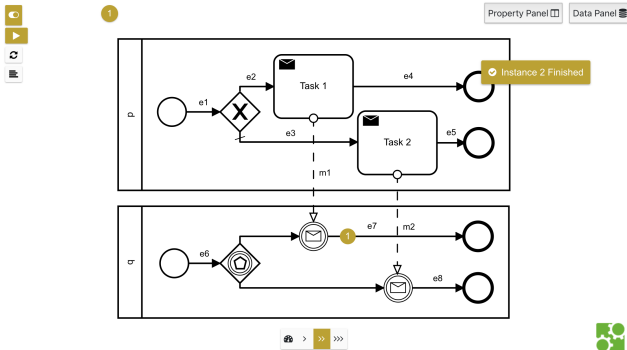 1
Property Panel
Data Panel
Instance 2 Finished
p
e1
e2
Task 1
e4
e3
Task 2
e5
m1
q
e6
1
e7
m2
e8